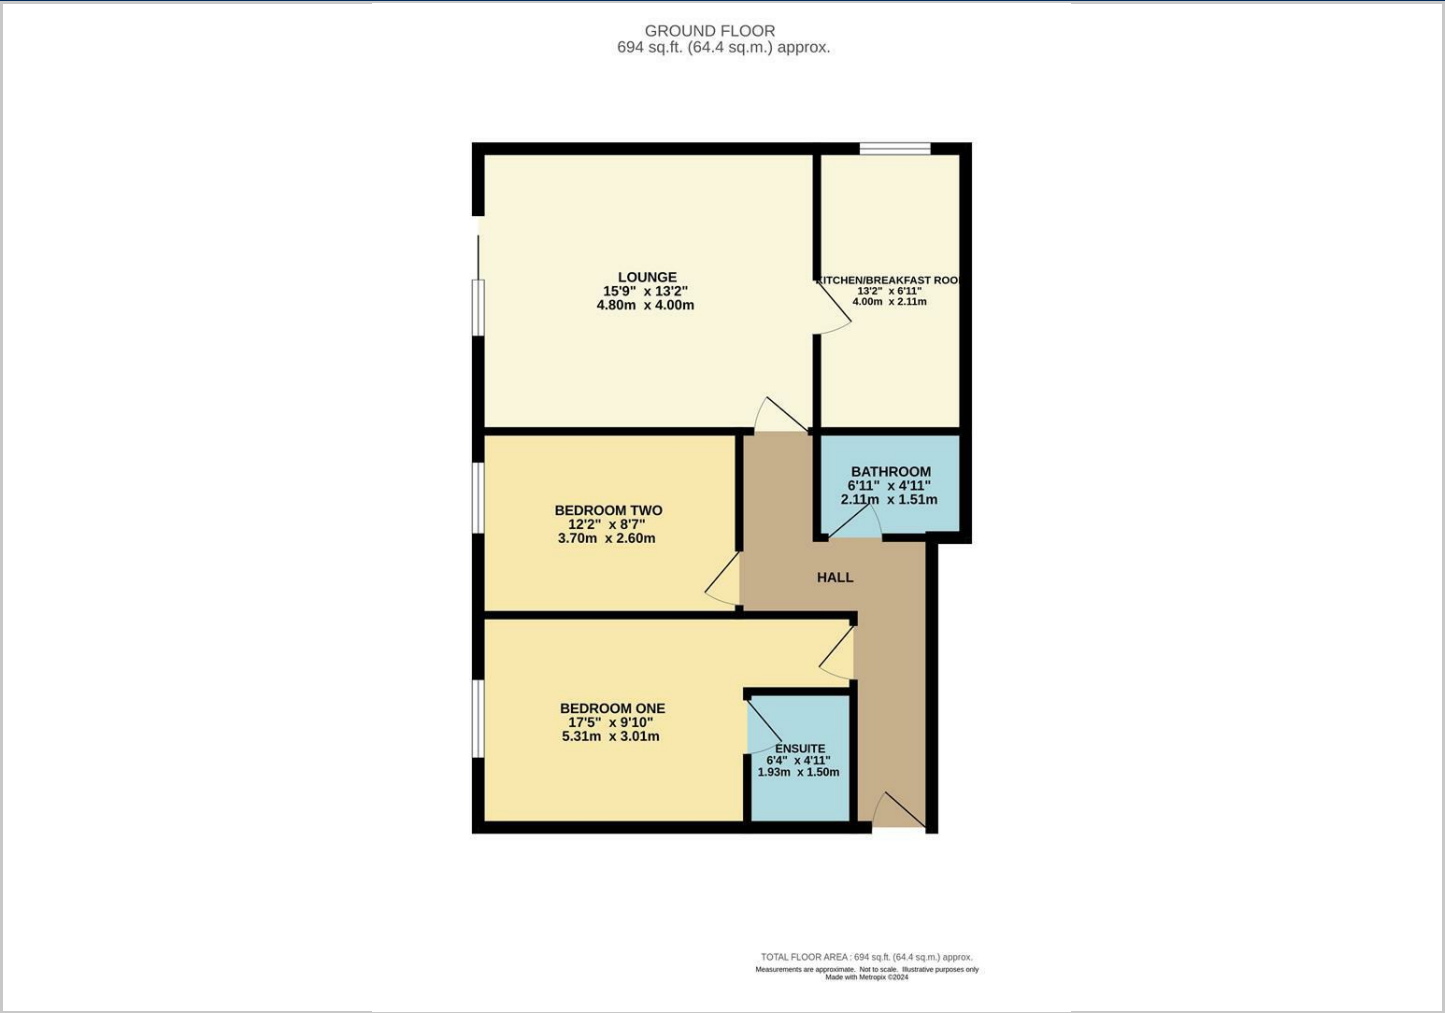 GROUND FLOOR
694 sq.ft. (64.4 sq.m.) approx.
LOUNGE
15'9" x 13'2"
4.80m x 4.00m
KITCHEN/BREAKFAST ROO
13'2" x 6'11"
4.00m x 2.11m
BATHROOM
6'11" x 4'11"
2.11m x 1.51m
BEDROOM TWO
12'2" x 8'7"
3.70m x 2.60m
HALL
BEDROOM ONE
17'5" x 9'10"
5.31m x 3.01m
ENSUITE
6'4" x 4'11"
1.93m x 1.50m
TOTAL FLOOR AREA : 694 sq.ft. (64.4 sq.m.) approx.
Measurements are approximate. Not to scale. Illustrative purposes only
Made with Metropix ©2024